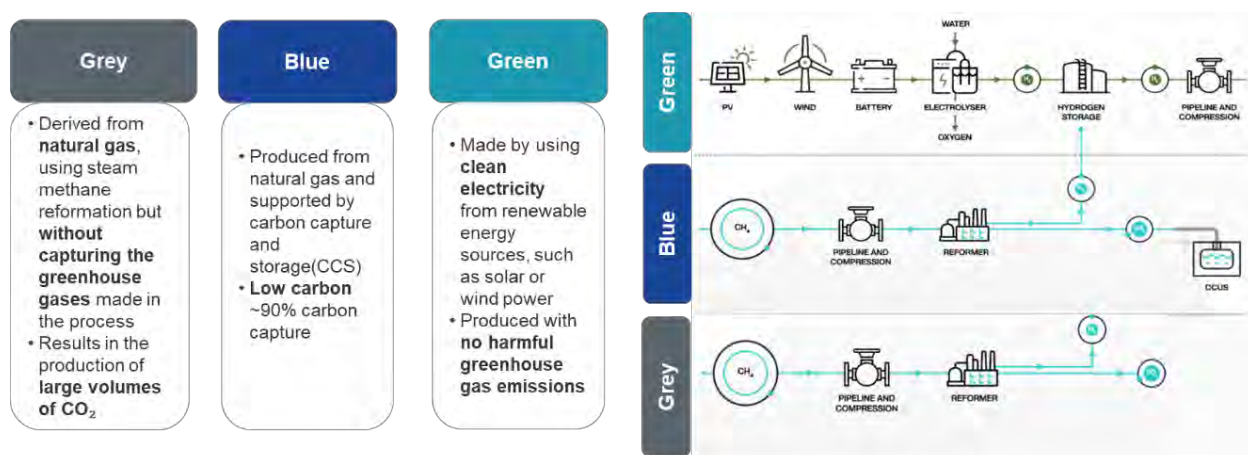 Grey
• Derived from
natural gas,
using steam
methane
reformation but
without
capturing the
greenhouse
gases made in
the process
• Results in the
production of
large volumes
of CO₂
Blue
• Produced from
natural gas and
supported by
carbon capture
and
storage(CCS)
• Low carbon
~90% carbon
capture
Green
• Made by using
clean
electricity
from renewable
energy
sources, such
as solar or
wind power
• Produced with
no harmful
greenhouse
gas emissions
Green
WATER
PV
WIND
BATTERY
ELECTROLYSER
OXYGEN
H₂
HYDROGEN
STORAGE
H₂
PIPELINE AND
COMPRESSION
Blue
CH₄
PIPELINE AND
COMPRESSION
REFORMER
H₂
CCUS
Grey
CH₄
PIPELINE AND
COMPRESSION
REFORMER
H₂